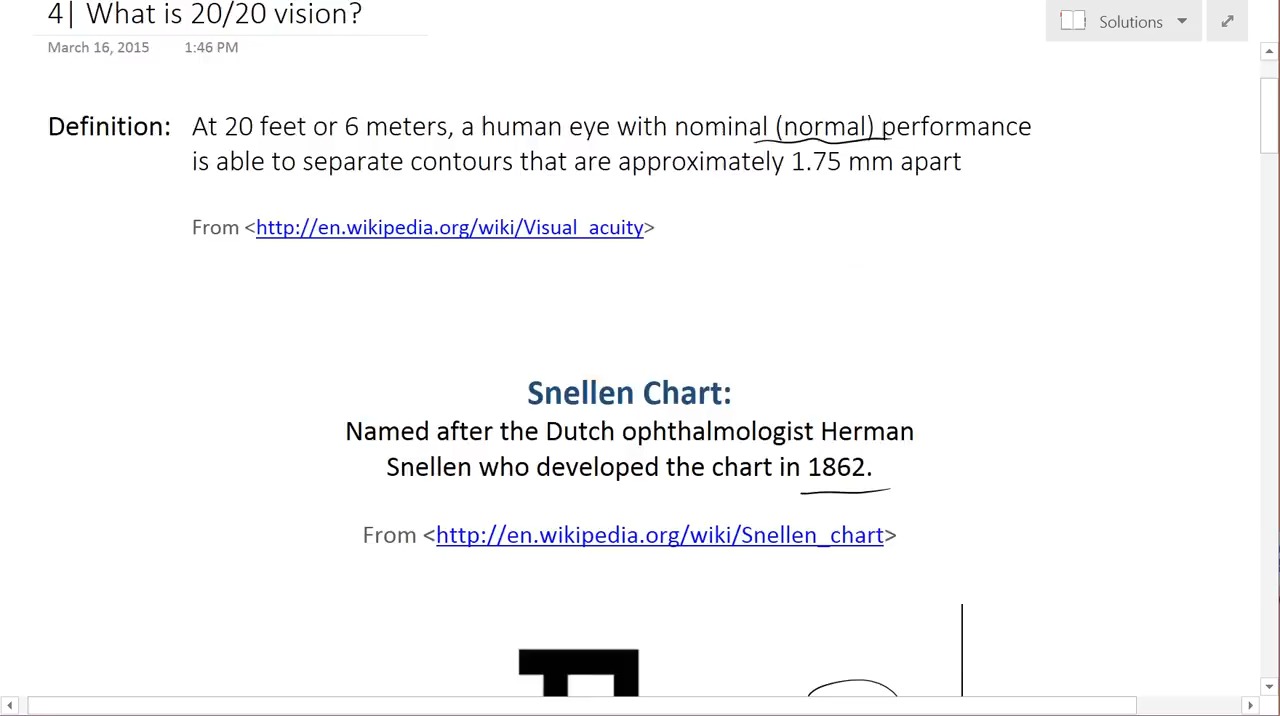 4| What is 20/20 vision?
Solutions
March 16, 2015 1:46 PM
Definition: At 20 feet or 6 meters, a human eye with nominal (normal) performance
is able to separate contours that are approximately 1.75 mm apart
From <http://en.wikipedia.org/wiki/Visual_acuity>
Snellen Chart:
Named after the Dutch ophthalmologist Herman
Snellen who developed the chart in 1862.
From <http://en.wikipedia.org/wiki/Snellen_chart>